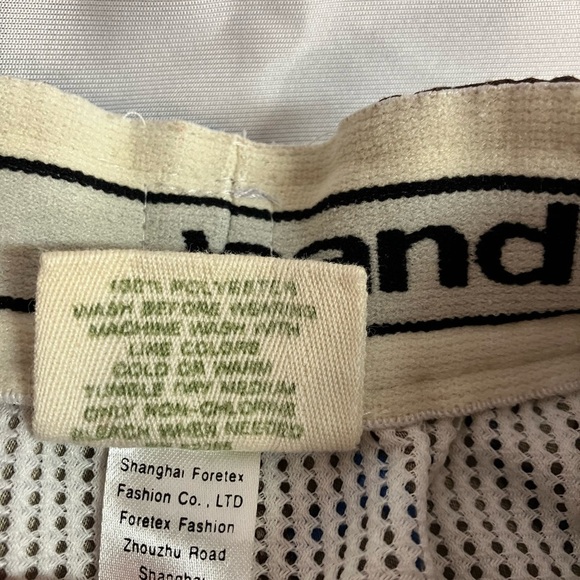 and
100% POLYESTER
WASH BEFORE WEARING
MACHINE WASH WITH
LIKE COLORS
COLD OR WARM
TUMBLE DRY MEDIUM
ONLY NON-CHLORINE
BLEACH WHEN NEEDED
Shanghai Foretex
Fashion Co., LTD
Foretex Fashion
Zhouzhu Road
Shanghai